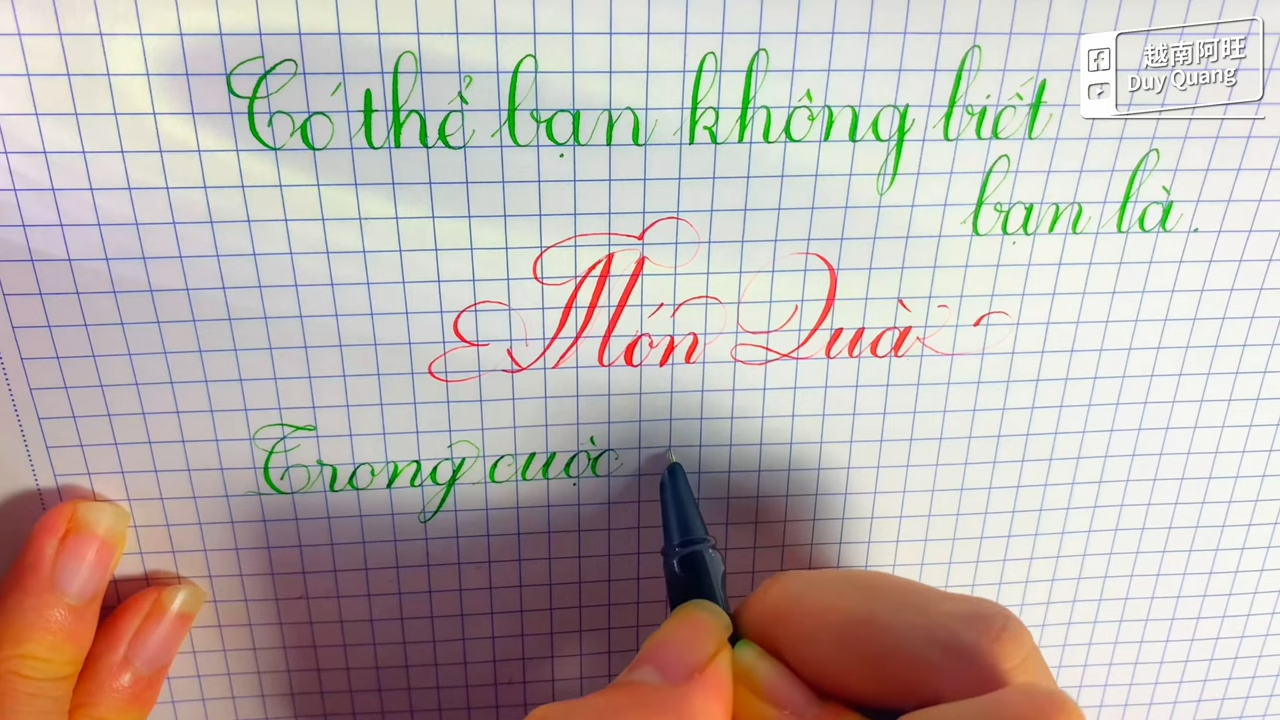 越南阿旺
Duy Quang
Có thể bạn không biết
bạn là.
Món Quà
Trong cuộc